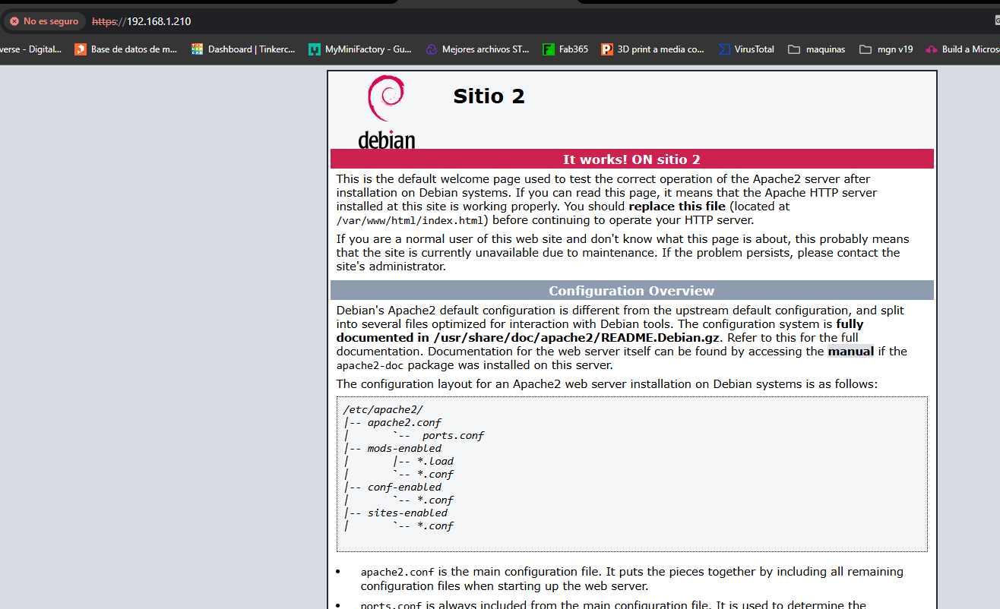 No es seguro https://192.168.1.210
verse - Digital... Base de datos de m... Dashboard | Tinkerc... MyMiniFactory - Gu... Mejores archivos ST... Fab365 3D print a media co... VirusTotal maquinas mgn v19 Build a Micros
debian
Sitio 2
It works! ON sitio 2
This is the default welcome page used to test the correct operation of the Apache2 server after
installation on Debian systems. If you can read this page, it means that the Apache HTTP server
installed at this site is working properly. You should replace this file (located at
/var/www/html/index.html) before continuing to operate your HTTP server.
If you are a normal user of this web site and don't know what this page is about, this probably means
that the site is currently unavailable due to maintenance. If the problem persists, please contact the
site's administrator.
Configuration Overview
Debian's Apache2 default configuration is different from the upstream default configuration, and split
into several files optimized for interaction with Debian tools. The configuration system is fully
documented in /usr/share/doc/apache2/README.Debian.gz. Refer to this for the full
documentation. Documentation for the web server itself can be found by accessing the manual if the
apache2-doc package was installed on this server.
The configuration layout for an Apache2 web server installation on Debian systems is as follows:
/etc/apache2/
|-- apache2.conf
|       `--  ports.conf
|-- mods-enabled
|       |-- *.load
|       `-- *.conf
|-- conf-enabled
|       `-- *.conf
|-- sites-enabled
|       `-- *.conf
• apache2.conf is the main configuration file. It puts the pieces together by including all remaining
configuration files when starting up the web server.
• ports.conf is always included from the main configuration file. It is used to determine the